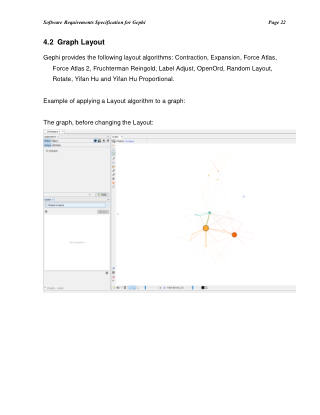 Software Requirements Specification for Gephi Page 22
4.2 Graph Layout
Gephi provides the following layout algorithms: Contraction, Expansion, Force Atlas,
Force Atlas 2, Fruchterman Reingold, Label Adjust, OpenOrd, Random Layout,
Rotate, Yifan Hu and Yifan Hu Proportional.
Example of applying a Layout algorithm to a graph:
The graph, before changing the Layout: